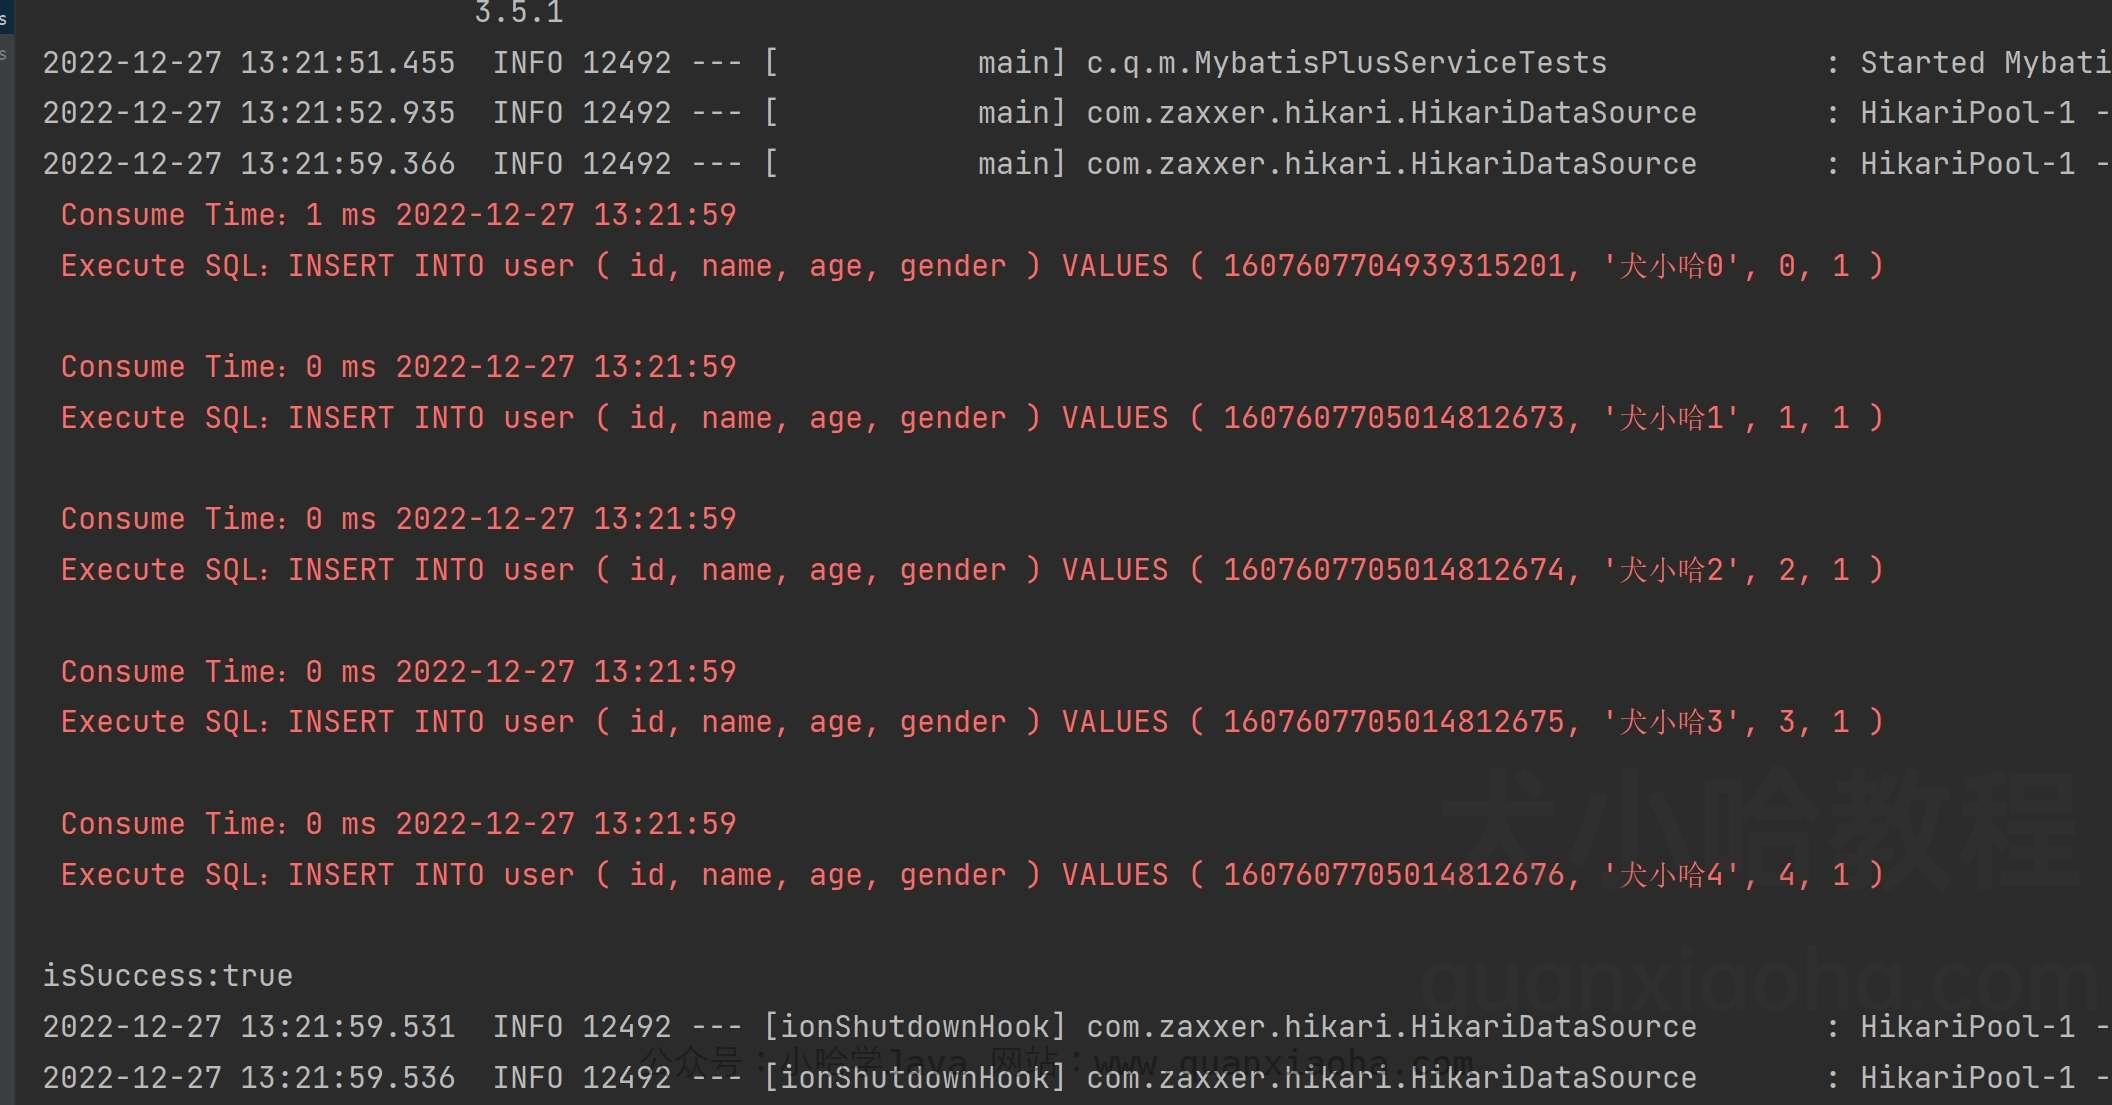 3.5.1
2022-12-27 13:21:51.455  INFO 12492 --- [           main] c.q.m.MybatisPlusServiceTests            : Started Mybati
2022-12-27 13:21:52.935  INFO 12492 --- [           main] com.zaxxer.hikari.HikariDataSource       : HikariPool-1 -
2022-12-27 13:21:59.366  INFO 12492 --- [           main] com.zaxxer.hikari.HikariDataSource       : HikariPool-1 -
Consume Time：1 ms 2022-12-27 13:21:59
Execute SQL：INSERT INTO user ( id, name, age, gender ) VALUES ( 1607607704939315201, '犬小哈0', 0, 1 )
Consume Time：0 ms 2022-12-27 13:21:59
Execute SQL：INSERT INTO user ( id, name, age, gender ) VALUES ( 1607607705014812673, '犬小哈1', 1, 1 )
Consume Time：0 ms 2022-12-27 13:21:59
Execute SQL：INSERT INTO user ( id, name, age, gender ) VALUES ( 1607607705014812674, '犬小哈2', 2, 1 )
Consume Time：0 ms 2022-12-27 13:21:59
Execute SQL：INSERT INTO user ( id, name, age, gender ) VALUES ( 1607607705014812675, '犬小哈3', 3, 1 )
Consume Time：0 ms 2022-12-27 13:21:59
Execute SQL：INSERT INTO user ( id, name, age, gender ) VALUES ( 1607607705014812676, '犬小哈4', 4, 1 )
犬小哈教程
quanxiaoha.com
isSuccess:true
2022-12-27 13:21:59.531  INFO 12492 --- [ionShutdownHook] com.zaxxer.hikari.HikariDataSource       : HikariPool-1 -
公众号：小哈学Java 网站：www.quanxiaoha.com
2022-12-27 13:21:59.536  INFO 12492 --- [ionShutdownHook] com.zaxxer.hikari.HikariDataSource       : HikariPool-1 -